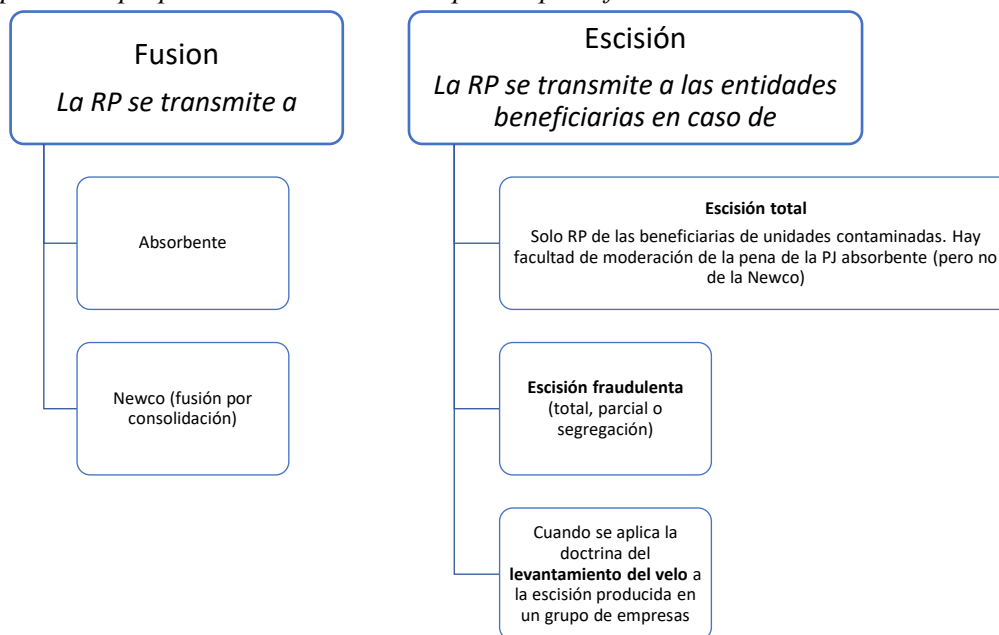 Fusion
La RP se transmite a
Absorbente
Newco (fusión por
consolidación)
Escisión
La RP se transmite a las entidades
beneficiarias en caso de
Escisión total
Solo RP de las beneficiarias de unidades contaminadas. Hay
facultad de moderación de la pena de la PJ absorbente (pero no
de la Newco)
Escisión fraudulenta
(total, parcial o
segregación)
Cuando se aplica la
doctrina del
levantamiento del velo a
la escisión producida en
un grupo de empresas